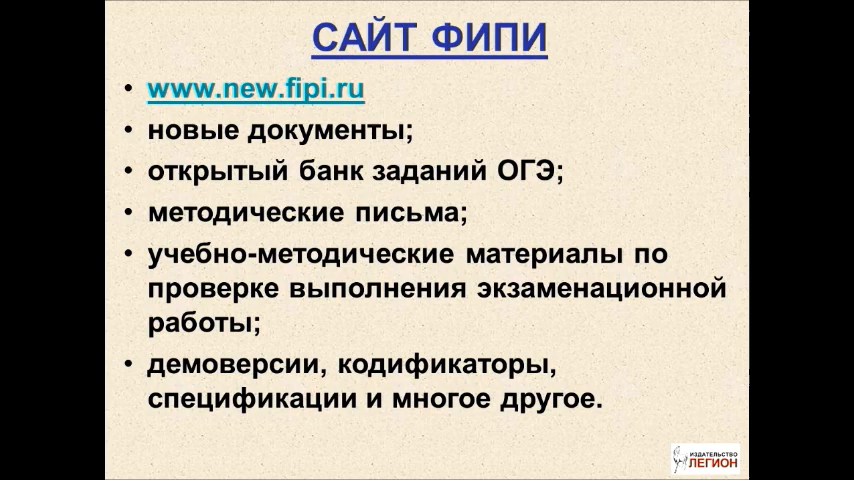 САЙТ ФИПИ
• www.new.fipi.ru
• новые документы;
• открытый банк заданий ОГЭ;
• методические письма;
• учебно-методические материалы по
проверке выполнения экзаменационной
работы;
• демоверсии, кодификаторы,
спецификации и многое другое.
ИЗДАТЕЛЬСТВО
ЛЕГИОН